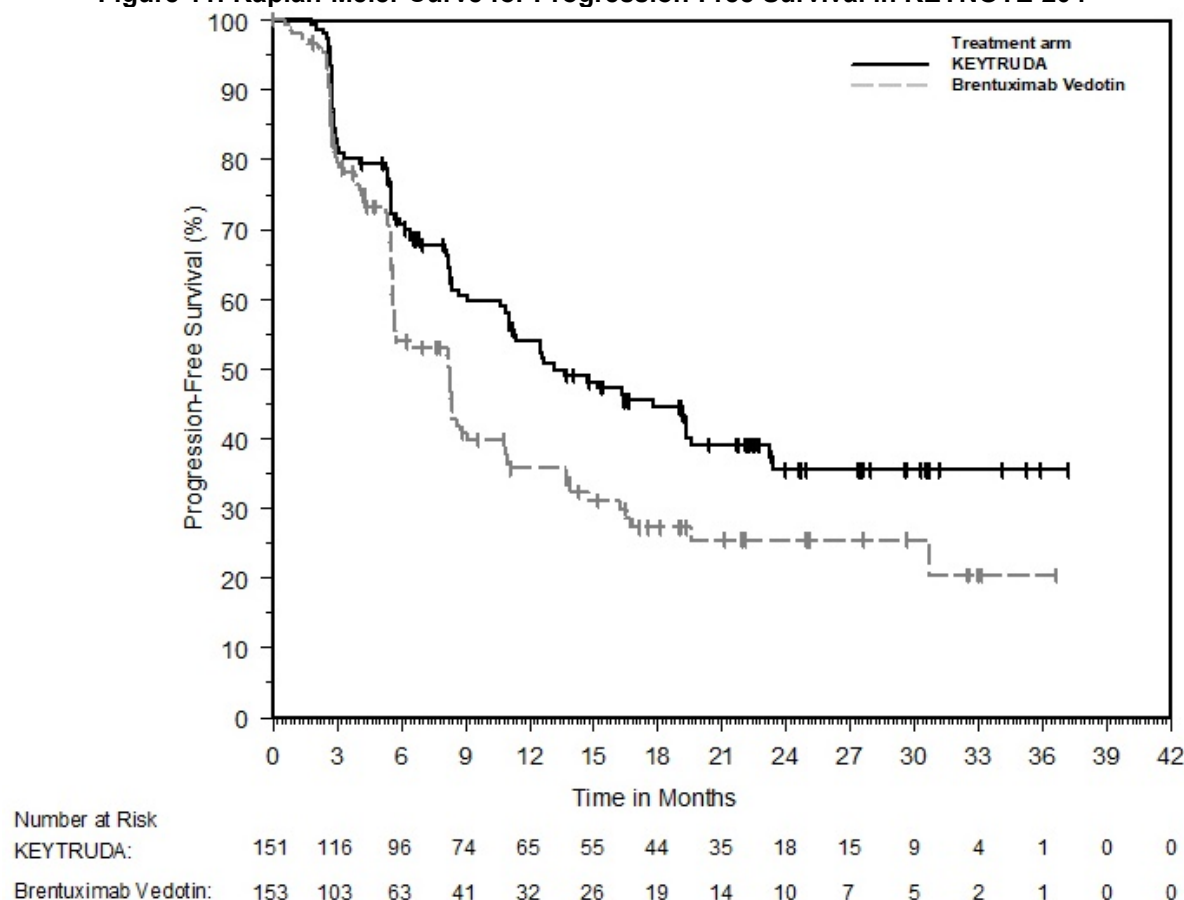 Treatment arm
KEYTRUDA
Brentuximab Vedotin
100
90
80
70
60
50
40
30
20
10
0
Progression-Free Survival (%)
0 3 6 9 12 15 18 21 24 27 30 33 36 39 42
Time in Months
Number at Risk
KEYTRUDA: 151 116 96 74 65 55 44 35 18 15 9 4 1 0 0
Brentuximab Vedotin: 153 103 63 41 32 26 19 14 10 7 5 2 1 0 0